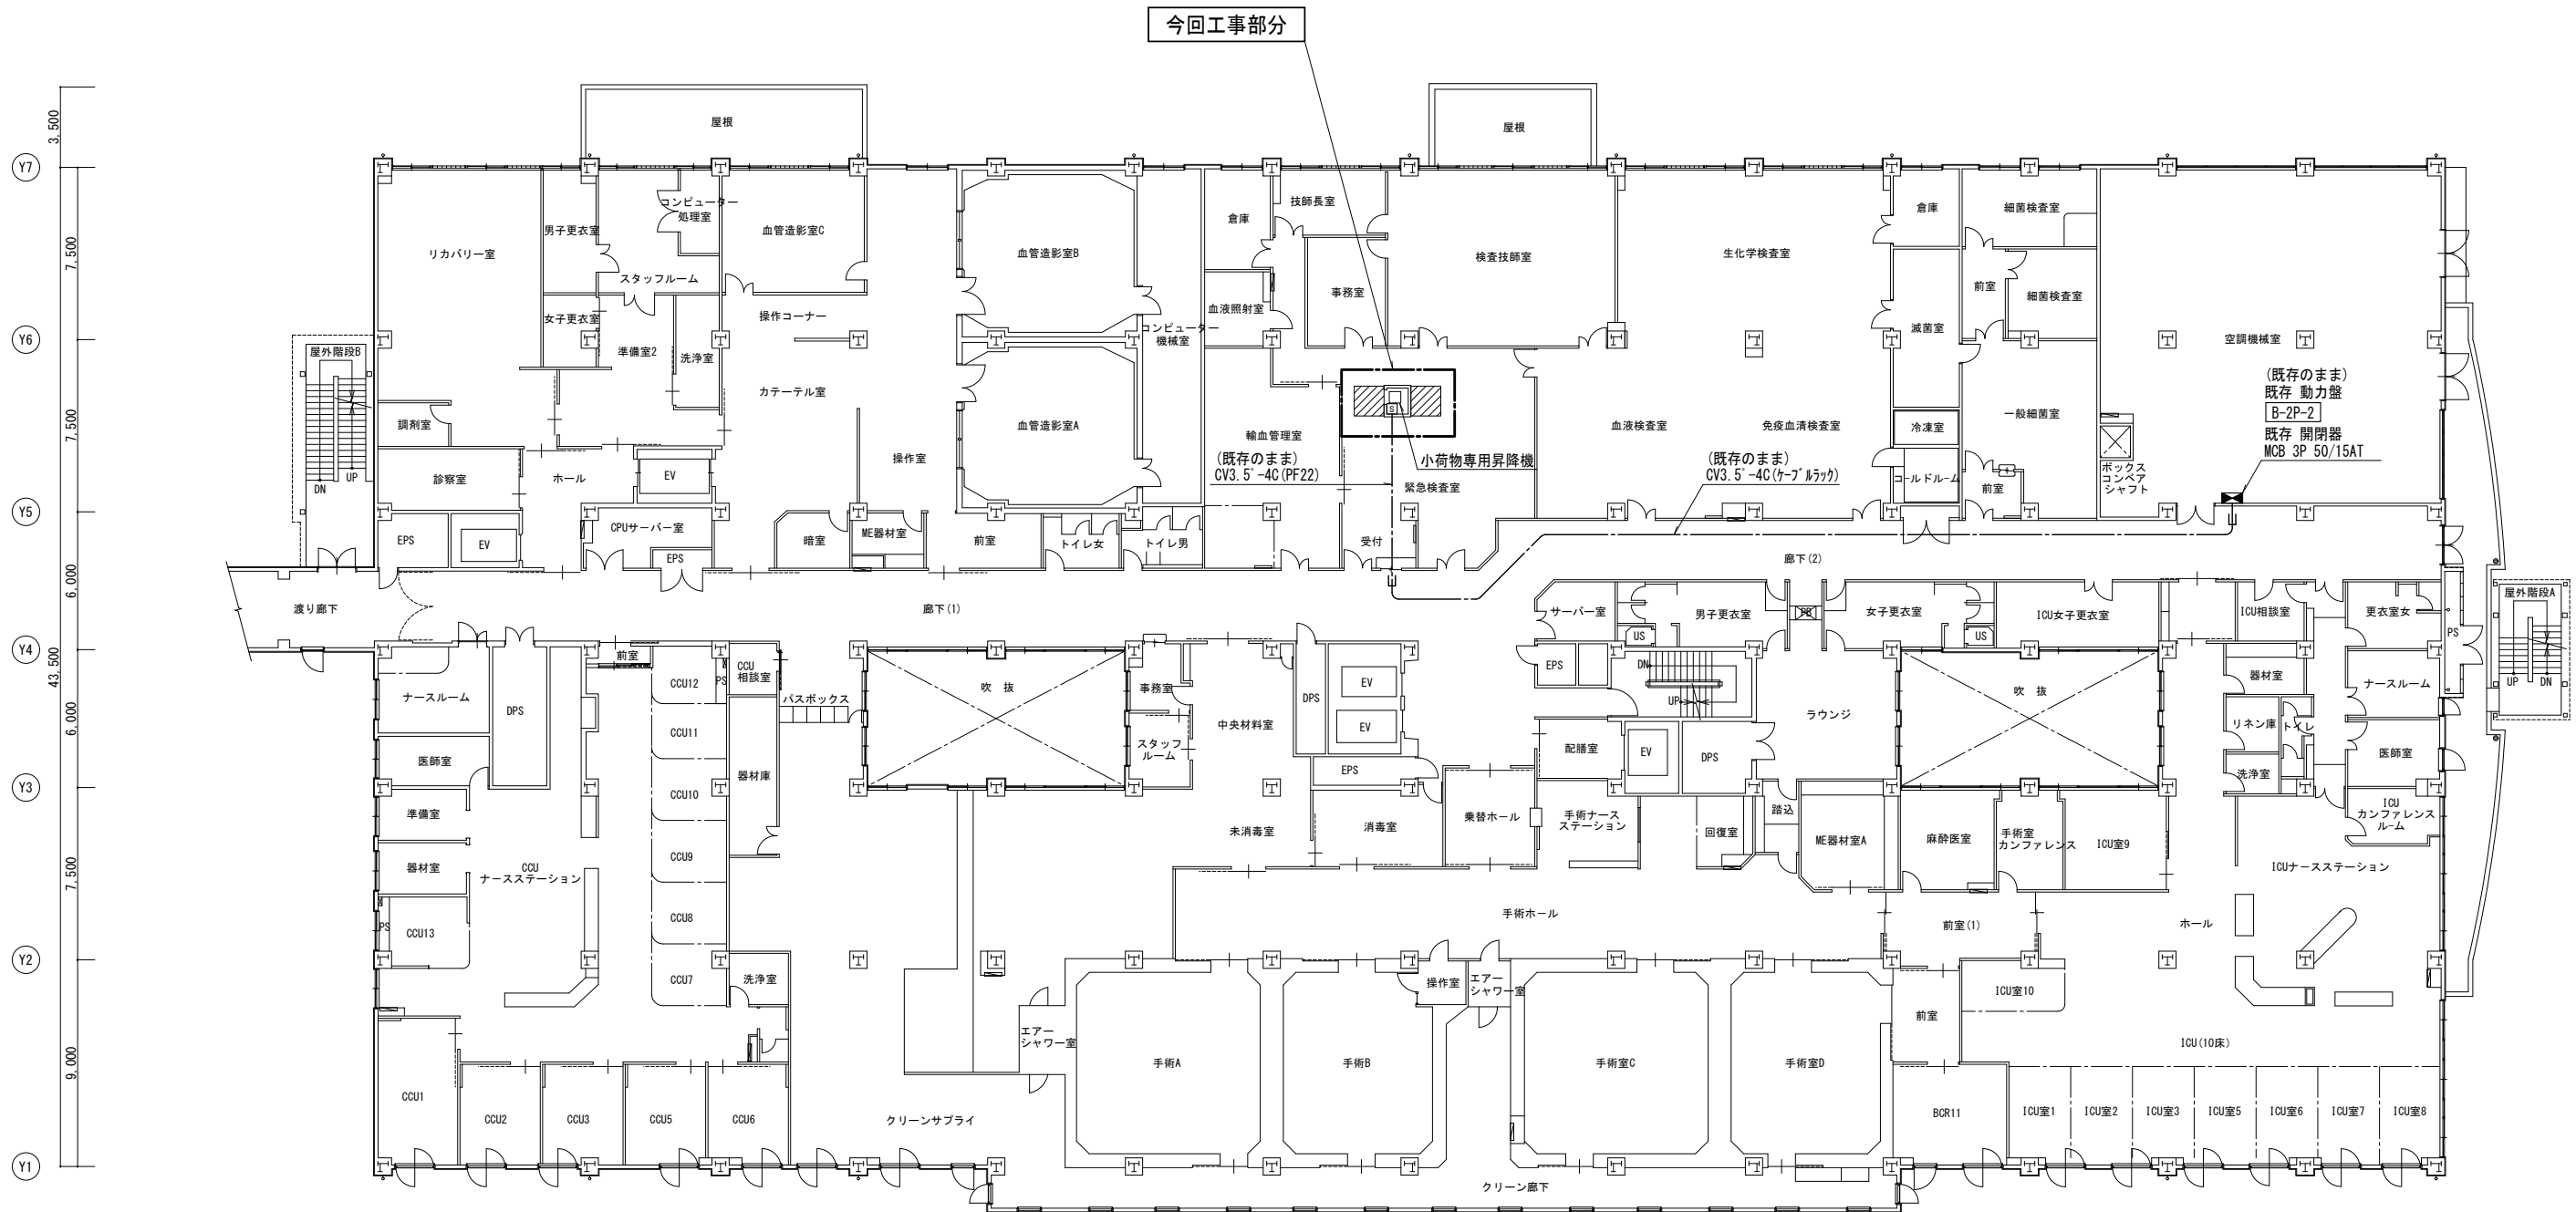 今回工事部分
屋根
屋根
3,500
Y7
7,500
Y6
7,500
Y5
6,000
Y4
43,500
6,000
Y3
7,500
Y2
9,000
Y1
リカバリー室
男子更衣室
コンピューター
処理室
スタッフルーム
女子更衣室
準備室2
洗浄室
血管造影室C
操作コーナー
カテーテル室
操作室
血管造影室B
血管造影室A
コンピューター
機械室
倉庫
技師長室
血液照射室
事務室
検査技師室
生化学検査室
倉庫
細菌検査室
前室
細菌検査室
滅菌室
空調機械室
(既存のまま)
既存 動力盤
B-2P-2
既存 開閉器
MCB 3P 50/15AT
屋外階段B
UP
DN
調剤室
診察室
ホール
EV
CPUサーバー室
EPS
EV
EPS
暗室
ME器材室
前室
トイレ女
トイレ男
輸血管理室
(既存のまま)
CV3.5゜-4C(PF22)
S
小荷物専用昇降機
緊急検査室
受付
血液検査室
免疫血清検査室
(既存のまま)
CV3.5゜-4C(ケーブルラック)
冷凍室
コールドルーム
一般細菌室
前室
ボックス
コンベア
シャフト
渡り廊下
廊下(1)
廊下(2)
サーバー室
男子更衣室
US
PS
女子更衣室
US
ICU女子更衣室
ICU相談室
更衣室女
PS
屋外階段A
UP
DN
ナースルーム
DPS
前室
CCU12
PS
CCU
相談室
パスボックス
吹 抜
事務室
スタッフ
ルーム
中央材料室
DPS
EV
EV
EPS
EPS
DN
UP
配膳室
EV
DPS
ラウンジ
吹 抜
器材室
ナースルーム
リネン庫
トイレ
洗浄室
医師室
医師室
CCU11
器材庫
CCU10
準備室
器材室
CCU
ナースステーション
CCU9
CCU8
CCU7
PS
CCU13
洗浄室
未消毒室
消毒室
乗替ホール
手術ナース
ステーション
回復室
踏込
ME器材室A
麻酔医室
手術室
カンファレンス
ICU室9
ICU
カンファレンス
ルーム
ICUナースステーション
手術ホール
前室(1)
ホール
操作室
エアー
シャワー室
エアー
シャワー室
手術A
手術B
手術室C
手術室D
前室
ICU室10
ICU(10床)
CCU1
CCU2
CCU3
CCU5
CCU6
クリーンサプライ
BCR11
ICU室1
ICU室2
ICU室3
ICU室5
ICU室6
ICU室7
ICU室8
クリーン廊下